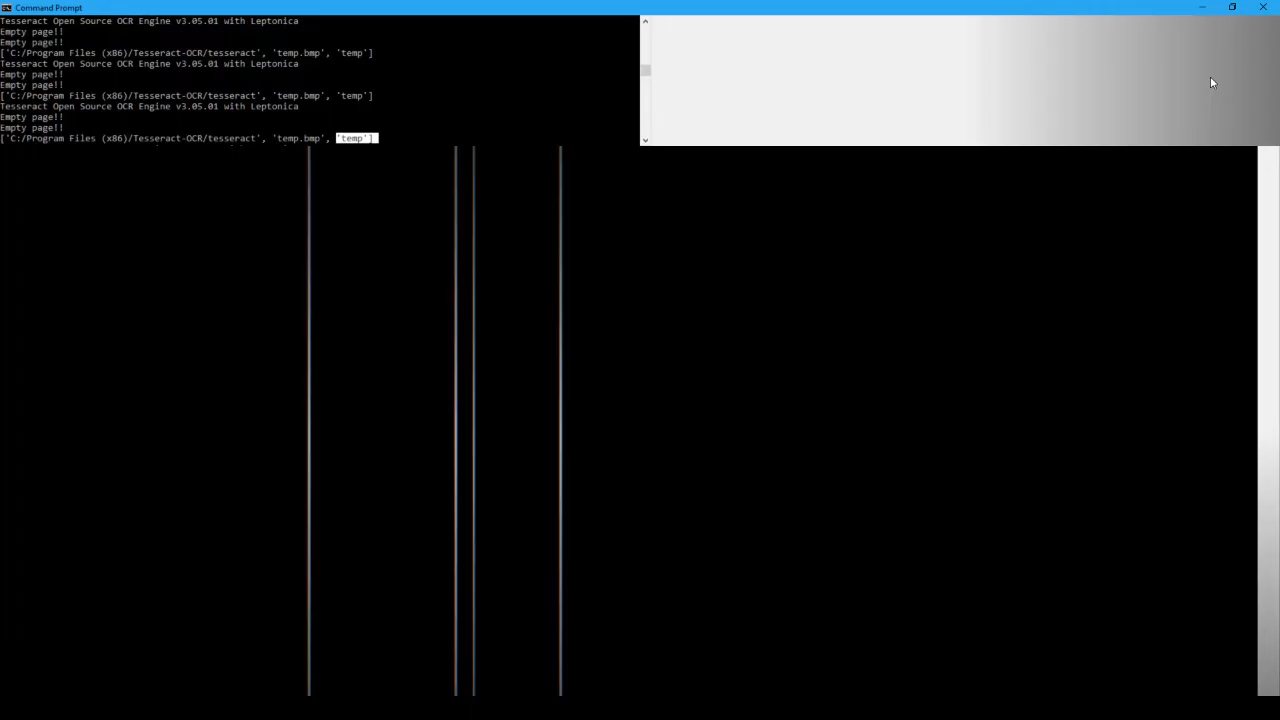 Command Prompt
Tesseract Open Source OCR Engine v3.05.01 with Leptonica
Empty page!!
Empty page!!
['C:/Program Files (x86)/Tesseract-OCR/tesseract', 'temp.bmp', 'temp']
Tesseract Open Source OCR Engine v3.05.01 with Leptonica
Empty page!!
Empty page!!
['C:/Program Files (x86)/Tesseract-OCR/tesseract', 'temp.bmp', 'temp']
Tesseract Open Source OCR Engine v3.05.01 with Leptonica
Empty page!!
Empty page!!
['C:/Program Files (x86)/Tesseract-OCR/tesseract', 'temp.bmp', 'temp']